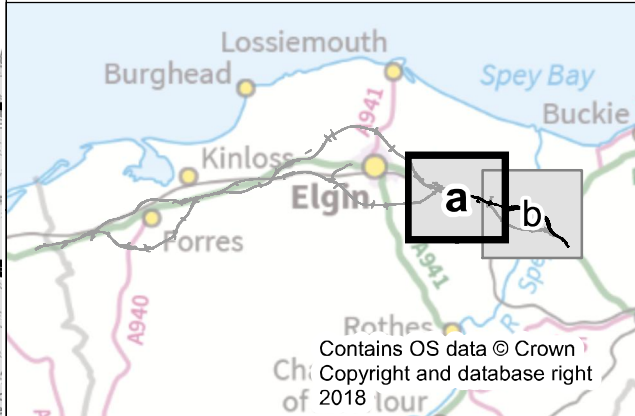 Lossiemouth
Burghead
Spey Bay
A941
Buckie
Kinloss
Elgin
a
b
Forres
A941
Spe
A940
Rothes
R
Contains OS data © Crown
Copyright and database right
2018